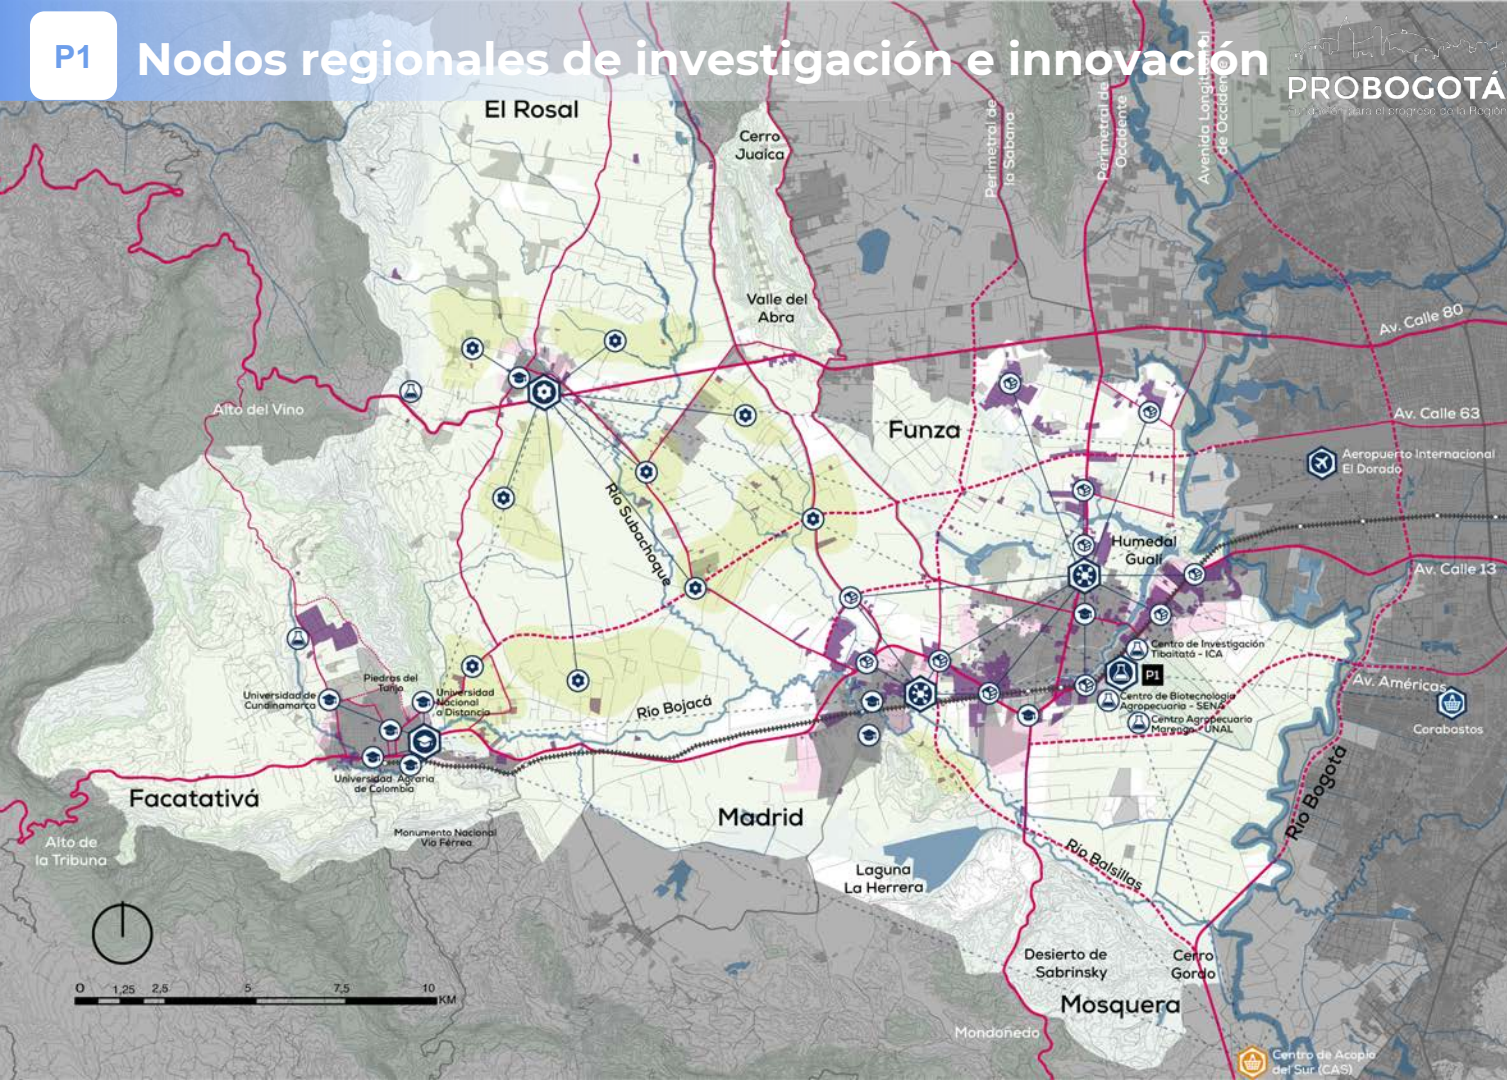 P1
Nodos regionales de investigación e innovación
PROBOGOTÁ
El Rosal
Cerro
Juaica
Perimetral de
la Sabana
Perimetral de
Occidente
Avenida Longitudinal
de Occidente
Valle del
Abra
Av. Calle 80
Alto del Vino
Funza
Av. Calle 63
Aeropuerto Internacional
El Dorado
Río Subachoque
Humedal
Gualí
Av. Calle 13
Centro de Investigación
Tibaitatá - ICA
P1
Piedras del
Tunjo
Universidad de
Cundinamarca
Universidad
Nacional
a Distancia
Río Bojacá
Centro de Biotecnología
Agropecuaria - SENA
Centro Agropecuario
Marengo - UNAL
Av. Américas
Corabastos
Universidad Agraria
de Colombia
Facatativá
Madrid
Río Bogotá
Alto de
la Tribuna
Monumento Nacional
Vía Férrea
Río Balsillas
Laguna
La Herrera
Desierto de
Sabrinsky
Cerro
Gordo
0 1,25 2,5 5 7,5 10
KM
Mosquera
Mondoñedo
Centro de Acopio
del Sur (CAS)